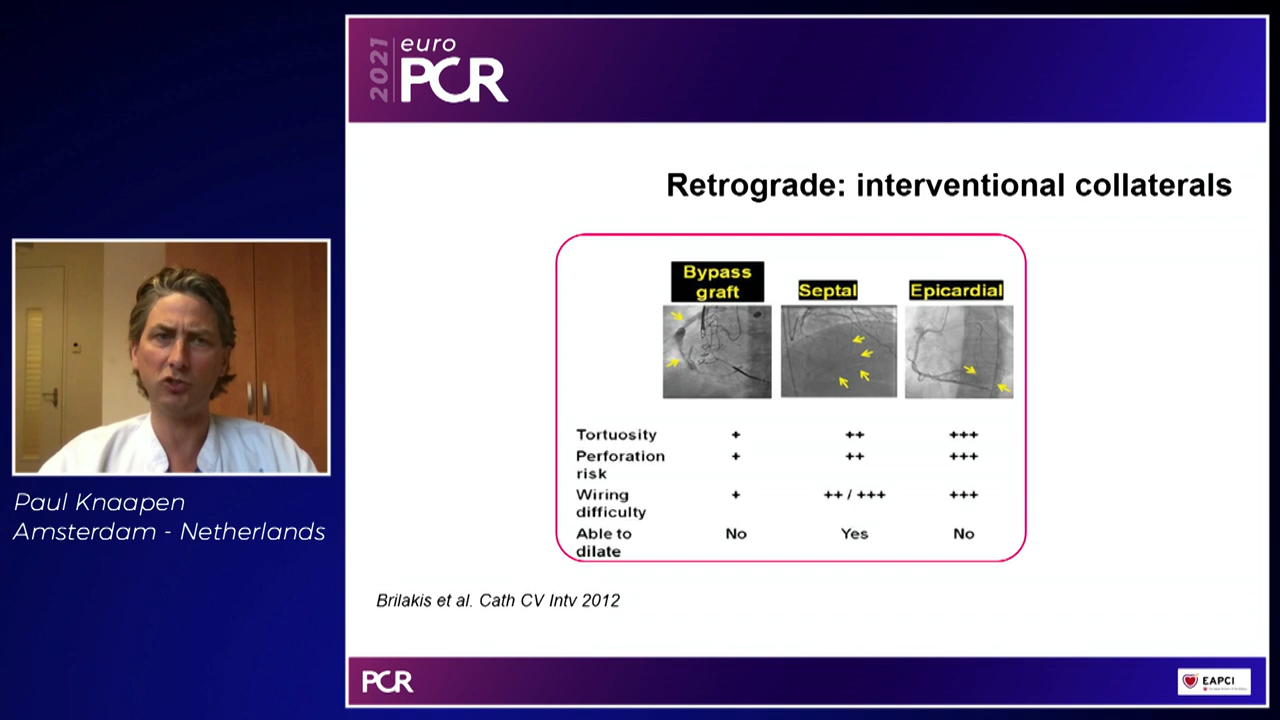 2021
euro
PCR
Retrograde: interventional collaterals
Bypass
graft
Septal
Epicardial
Tortuosity + ++ +++
Perforation
risk + ++ +++
Wiring
difficulty + ++ / +++ +++
Able to
dilate No Yes No
Brilakis et al. Cath CV Intv 2012
Paul Knaapen
Amsterdam - Netherlands
PCR
EAPCI